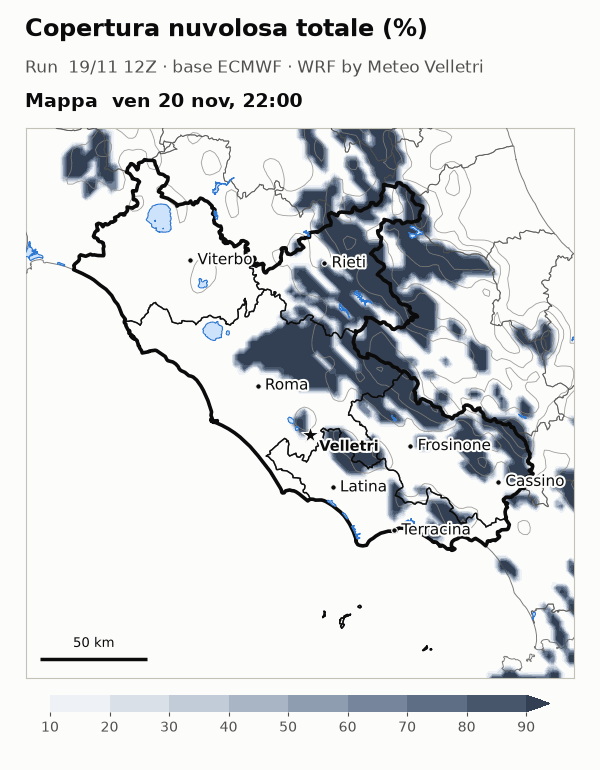 Copertura nuvolosa totale (%)
Run  19/11 12Z · base ECMWF · WRF by Meteo Velletri
Mappa  ven 20 nov, 22:00
Viterbo
Rieti
Roma
Velletri
Frosinone
Latina
Cassino
Terracina
50 km
10 20 30 40 50 60 70 80 90